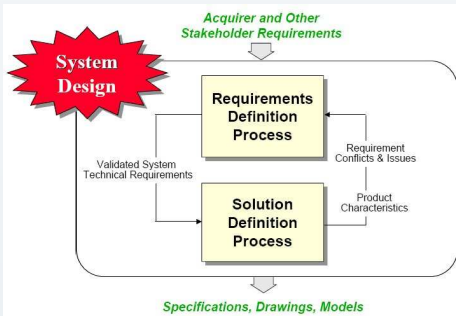 Acquirer and Other
Stakeholder Requirements
System
Design
Requirements
Definition
Process
Requirement
Conflicts & Issues
Validated System
Technical Requirements
Solution
Definition
Process
Product
Characteristics
Specifications, Drawings, Models